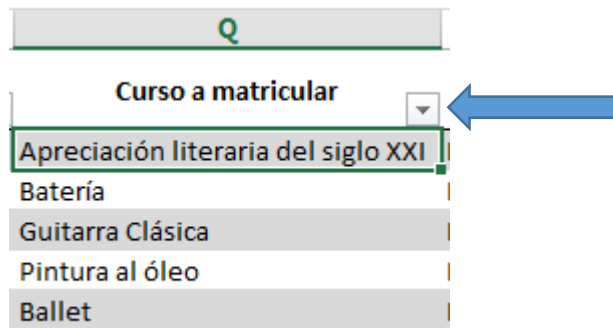 Q
Curso a matricular
Apreciación literaria del siglo XXI
Batería
Guitarra Clásica
Pintura al óleo
Ballet